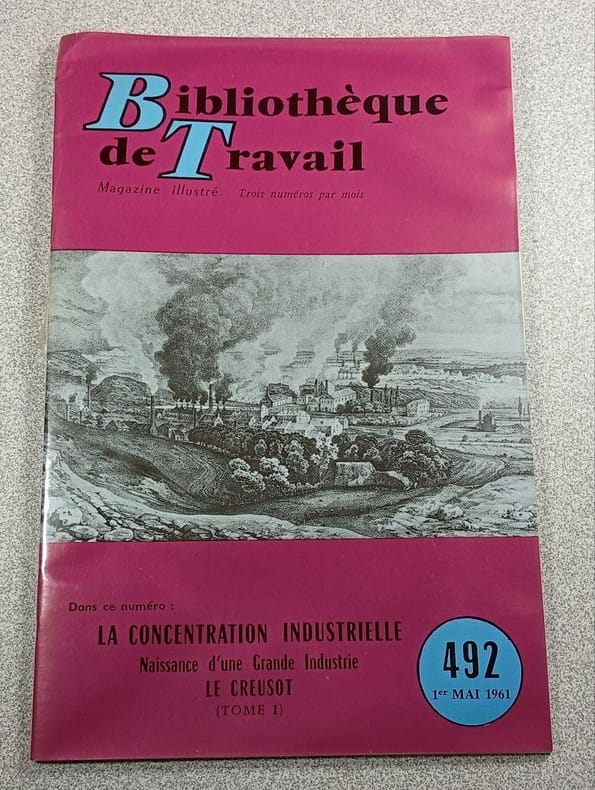 Bibliothèque
de Travail
Magazine illustré Trois numéros par mois
Dans ce numéro :
LA CONCENTRATION INDUSTRIELLE
Naissance d'une Grande Industrie
LE CREUSOT
(TOME I)
492
1er MAI 1961